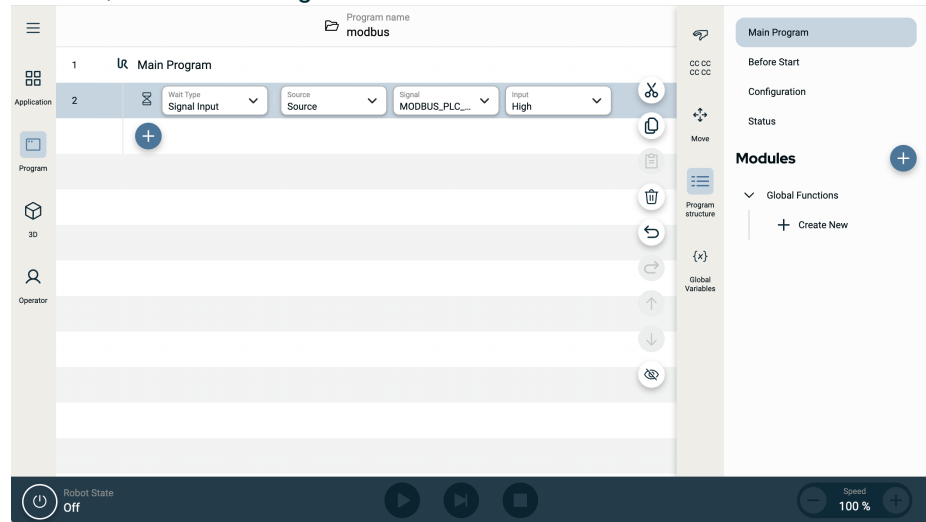 Program name
modbus
Application
Program
3D
Operator
1
Main Program
2
Wait Type
Signal Input
Source
Source
Signal
MODBUS_PLC_...
Input
High
CC CC
CC CC
Move
Program
structure
{x}
Global
Variables
Main Program
Before Start
Configuration
Status
Modules
Global Functions
Create New
Robot State
Off
Speed
100 %